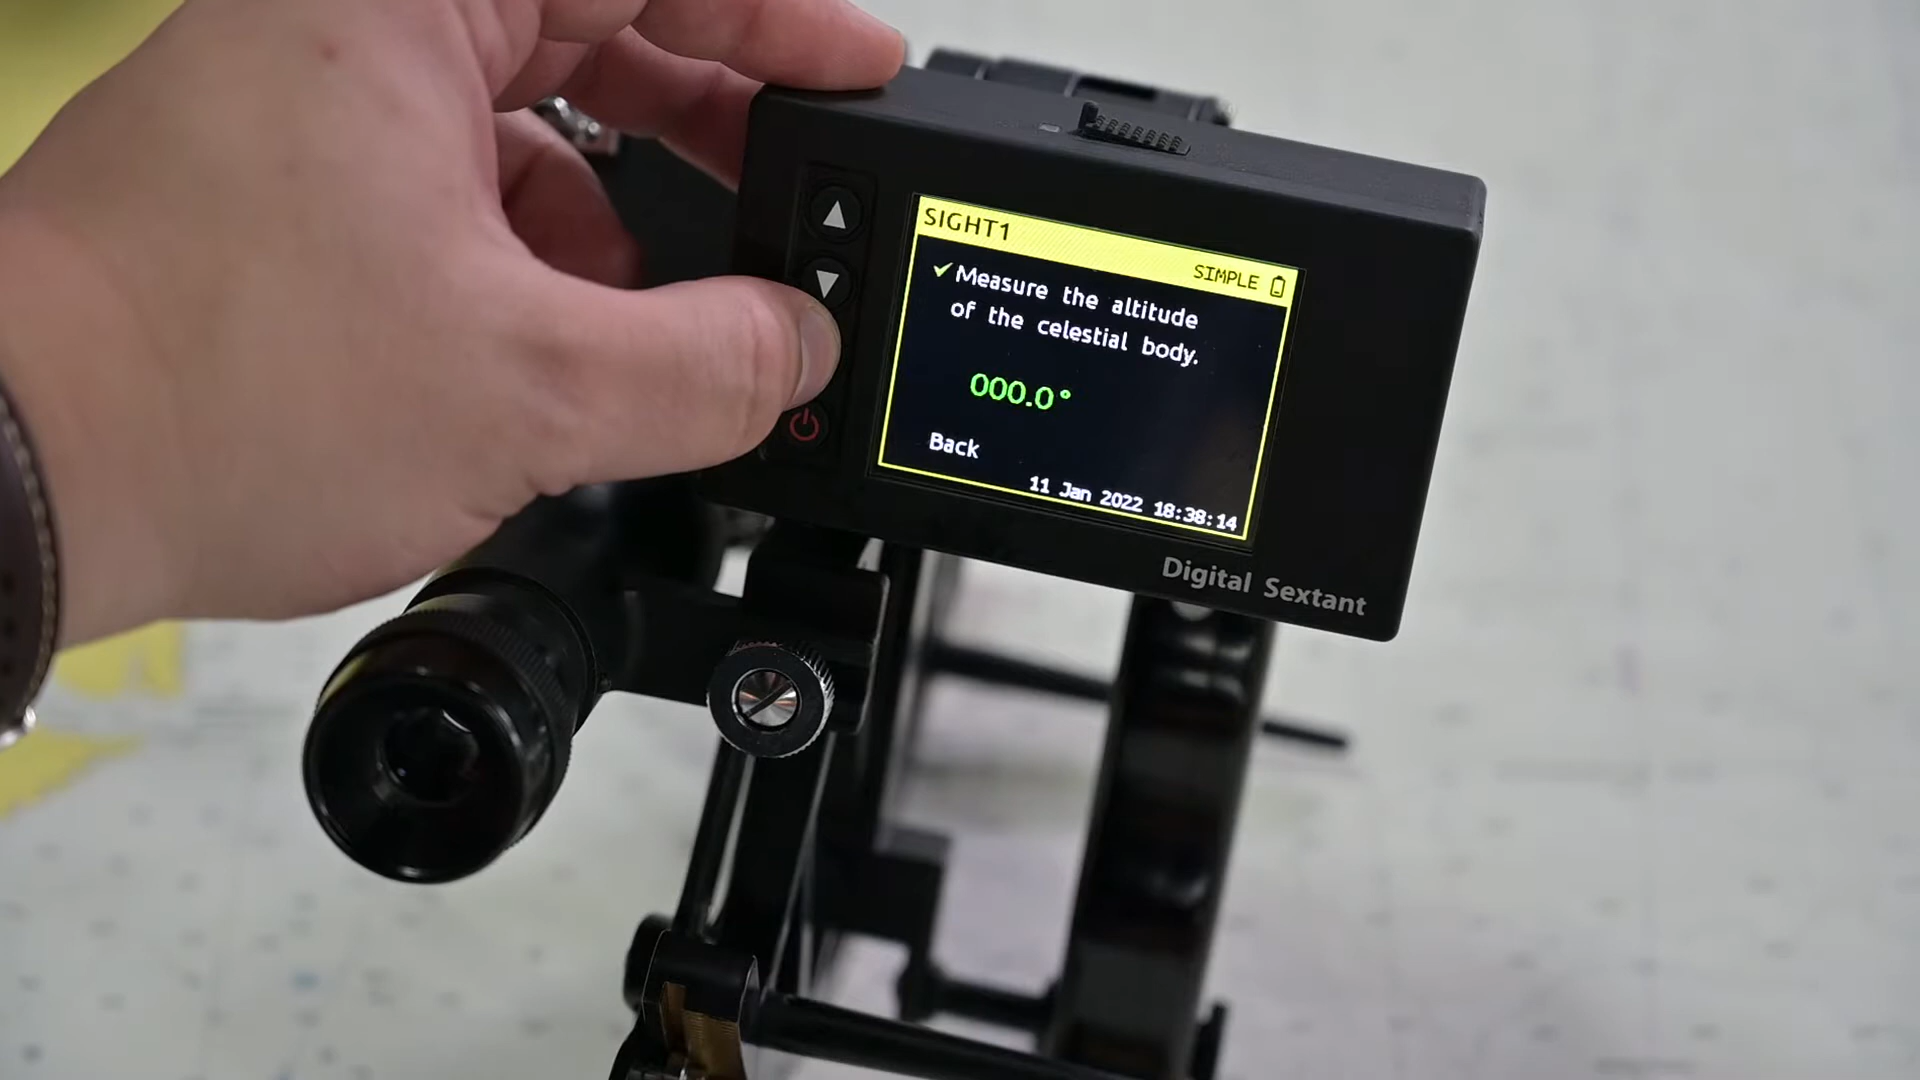 SIGHT1
SIMPLE
✓Measure the altitude
of the celestial body.
000.0°
Back
11 Jan 2022 18:38:14
Digital Sextant